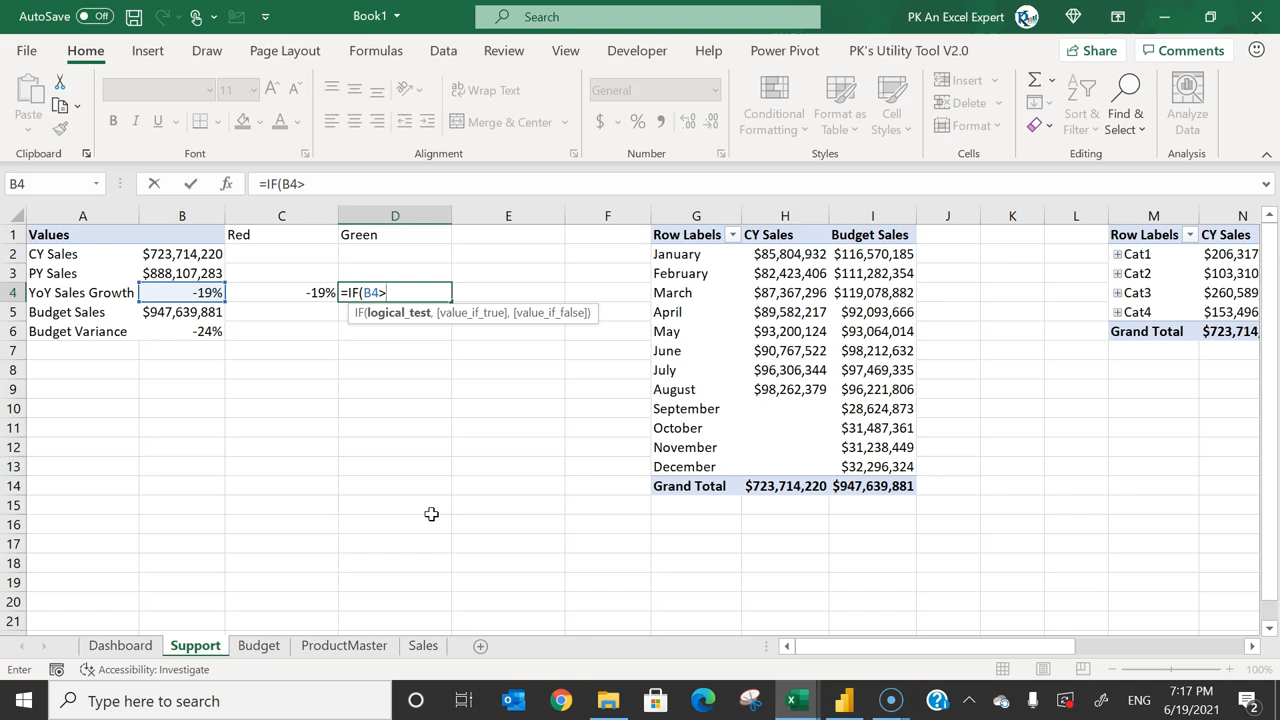 AutoSave Off Book1 Search PK An Excel Expert
File Home Insert Draw Page Layout Formulas Data Review View Developer Help Power Pivot PK's Utility Tool V2.0 Share Comments
Paste
11
Wrap Text
General
Merge & Center
Conditional Formatting
Format as Table
Cell Styles
Insert
Delete
Format
Sort & Filter
Find & Select
Analyze Data
Clipboard Font Alignment Number Styles Cells Editing Analysis
B4 fx =IF(B4>
A B C D E F G H I J K L M N
1 Values Red Green Row Labels CY Sales Budget Sales Row Labels CY Sales
2 CY Sales $723,714,220 January $85,804,932 $116,570,185 Cat1 $206,317
3 PY Sales $888,107,283 February $82,423,406 $111,282,354 Cat2 $103,310
4 YoY Sales Growth -19% -19% =IF(B4> March $87,367,296 $119,078,882 Cat3 $260,589
5 Budget Sales $947,639,881 IF(logical_test, [value_if_true], [value_if_false]) April $89,582,217 $92,093,666 Cat4 $153,496
6 Budget Variance -24% May $93,200,124 $93,064,014 Grand Total $723,714,
7 June $90,767,522 $98,212,632
8 July $96,306,344 $97,469,335
9 August $98,262,379 $96,221,806
10 September $28,624,873
11 October $31,487,361
12 November $31,238,449
13 December $32,296,324
14 Grand Total $723,714,220 $947,639,881
15
16
17
18
19
20
21
Dashboard Support Budget ProductMaster Sales
Enter Accessibility: Investigate 100%
Type here to search ENG 7:17 PM
6/19/2021 2